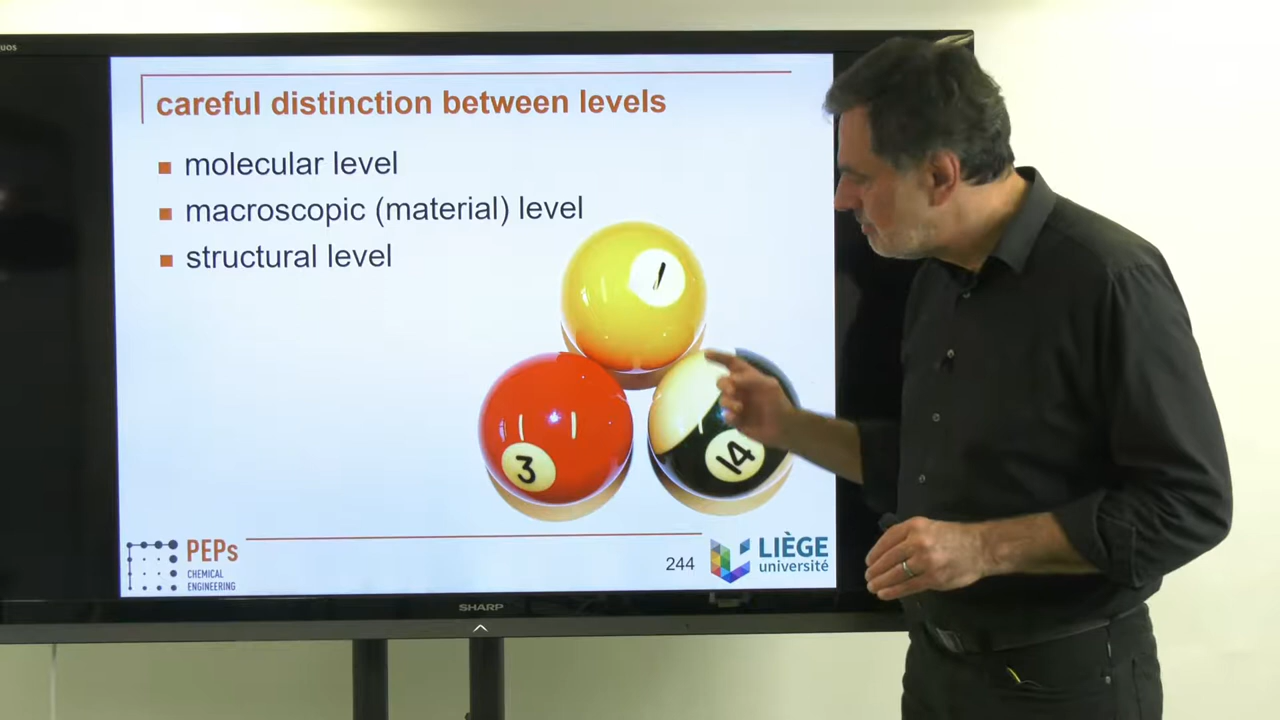 UOS
careful distinction between levels
molecular level
macroscopic (material) level
structural level
1
3
14
PEPs
CHEMICAL
ENGINEERING
244
LIÈGE
université
SHARP